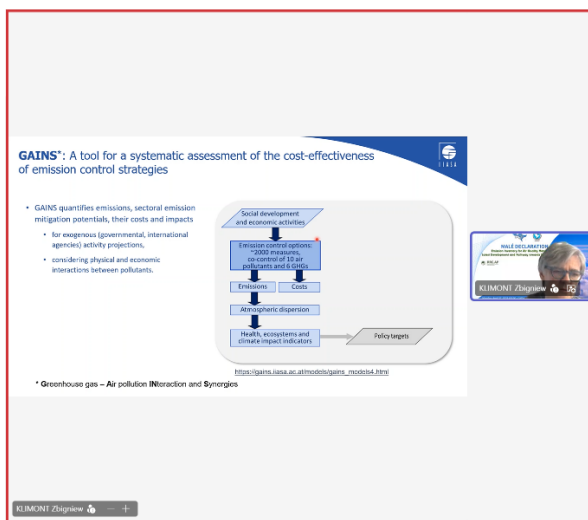 GAINS*: A tool for a systematic assessment of the cost-effectiveness
of emission control strategies
IIASA
• GAINS quantifies emissions, sectoral emission
mitigation potentials, their costs and impacts
• for exogenous (governmental, international
agencies) activity projections,
• considering physical and economic
interactions between pollutants.
Social development
and economic activities
Emission control options:
~2000 measures,
co-control of 10 air
pollutants and 6 GHGs
Emissions
Costs
Atmospheric dispersion
Health, ecosystems and
climate impact indicators
Policy targets
https://gains.iiasa.ac.at/models/gains_models4.html
* Greenhouse gas – Air pollution INteraction and Synergies
MALÉ DECLARATION
KLIMONT Zbigniew
KLIMONT Zbigniew